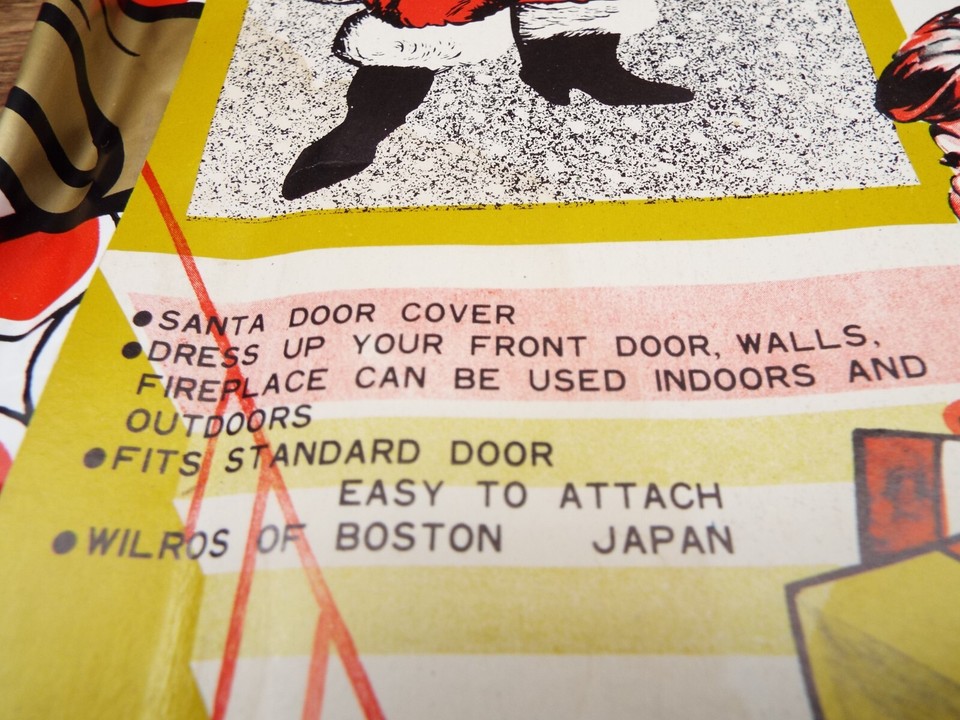 ●SANTA DOOR COVER
●DRESS UP YOUR FRONT DOOR, WALLS,
FIREPLACE CAN BE USED INDOORS AND
OUTDOORS
●FITS STANDARD DOOR
EASY TO ATTACH
●WILROS OF BOSTON JAPAN